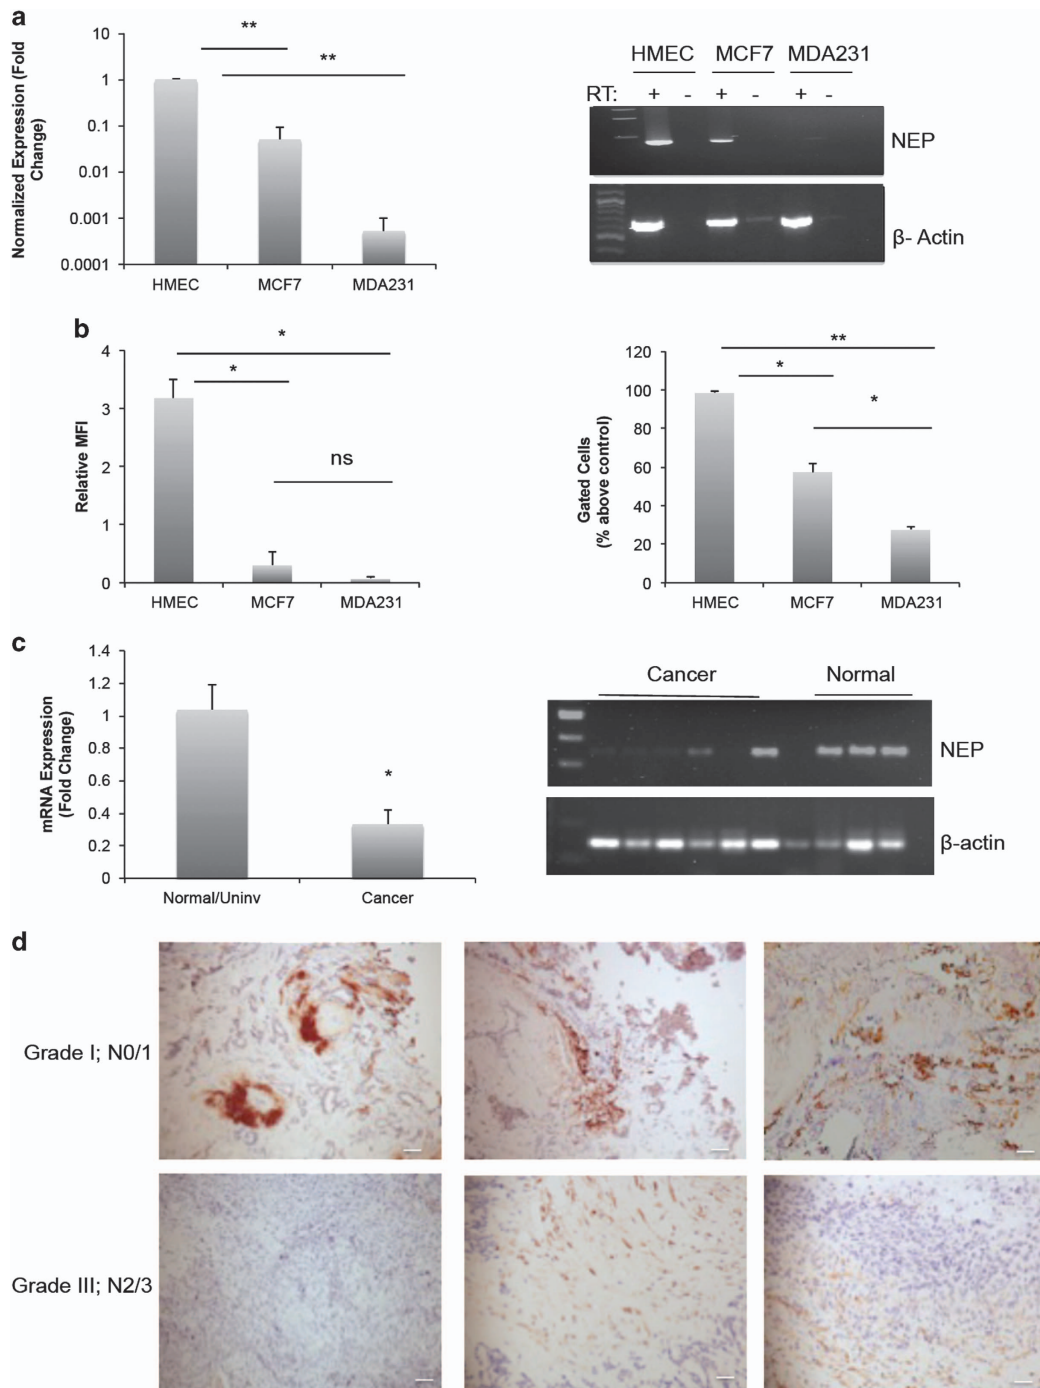 a
Normalized Expression (Fold
Change)
10
1
0.1
0.01
0.001
0.0001
**
**
HMEC
MCF7
MDA231
HMEC MCF7 MDA231
RT: + - + - + -
NEP
β- Actin
b
Relative MFI
4
3
2
1
0
*
*
ns
HMEC
MCF7
MDA231
Gated Cells
(% above control)
120
100
80
60
40
20
0
**
*
*
HMEC
MCF7
MDA231
c
mRNA Expression
(Fold Change)
1.4
1.2
1
0.8
0.6
0.4
0.2
0
*
Normal/Uninv
Cancer
Cancer
Normal
NEP
β-actin
d
Grade I; N0/1
Grade III; N2/3